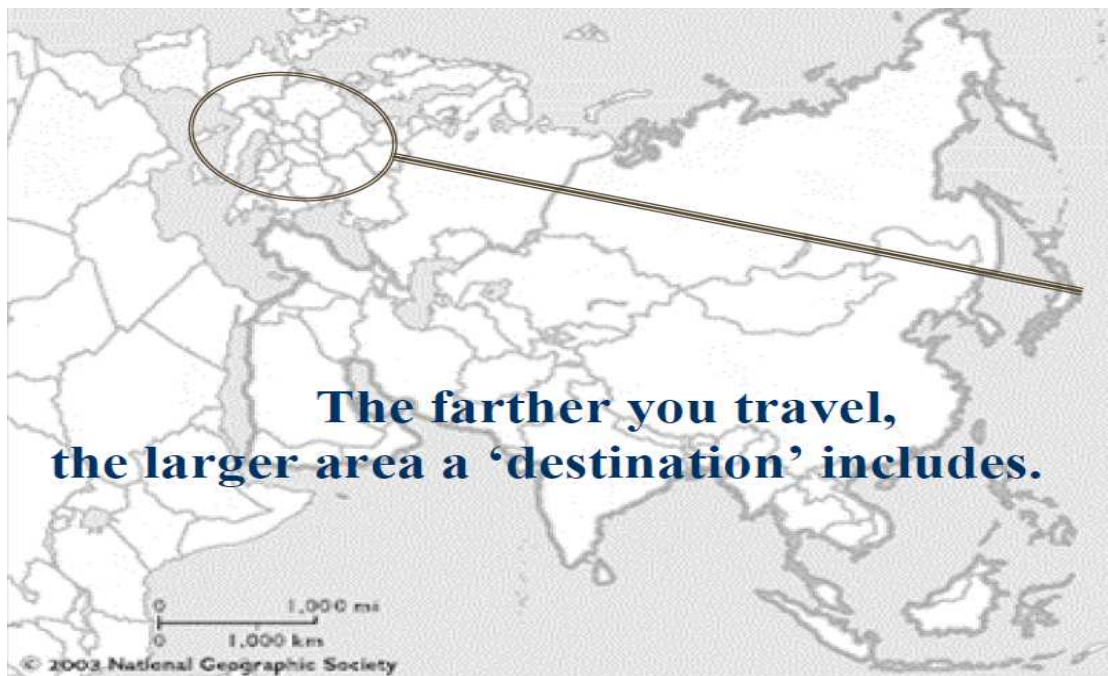 The farther you travel,
the larger area a ‘destination’ includes.
0 1,000 mi
0 1,000 km
© 2003 National Geographic Society